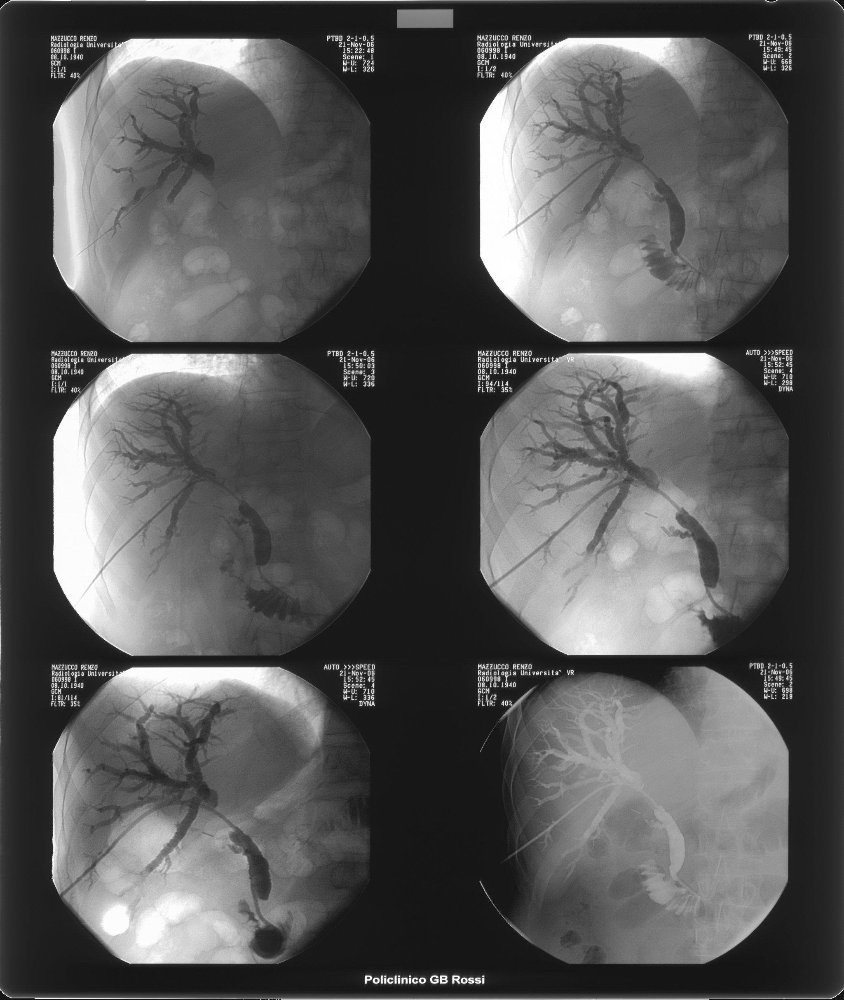 MAZZUCCO RENZO
Radiologia Universita'
060998 I
08.10.1940
GCM
I:1/1
FLTR: 40%
PTBD 2-1-0.5
21-Nov-06
15:22:48
Scene: 1
W-U: 724
W-L: 326
MAZZUCCO RENZO
Radiologia Universita'
060998 I
08.10.1940
GCM
I:1/2
FLTR: 40%
PTBD 2-1-0.5
21-Nov-06
15:49:45
Scene: 2
W-U: 668
W-L: 326
MAZZUCCO RENZO
Radiologia Universita' VR
060998 I
08.10.1940
GCM
I:1/1
FLTR: 40%
PTBD 2-1-0.5
21-Nov-06
15:50:03
Scene: 3
W-U: 720
W-L: 336
MAZZUCCO RENZO
Radiologia Universita' VR
060998 I
08.10.1940
GCM
I:94/114
FLTR: 35%
AUTO >>>SPEED
21-Nov-06
15:52:45
Scene: 4
W-U: 710
W-L: 298
DYNA
MAZZUCCO RENZO
Radiologia Universita'
060998 I
08.10.1940
GCM
I:81/114
FLTR: 35%
AUTO >>>SPEED
21-Nov-06
15:52:45
Scene: 4
W-U: 710
W-L: 336
DYNA
MAZZUCCO RENZO
Radiologia Universita' VR
060998 I
08.10.1940
GCM
I:1/2
FLTR: 40%
PTBD 2-1-0.5
21-Nov-06
15:49:45
Scene: 2
W-U: 698
W-L: 218
Policlinico GB Rossi